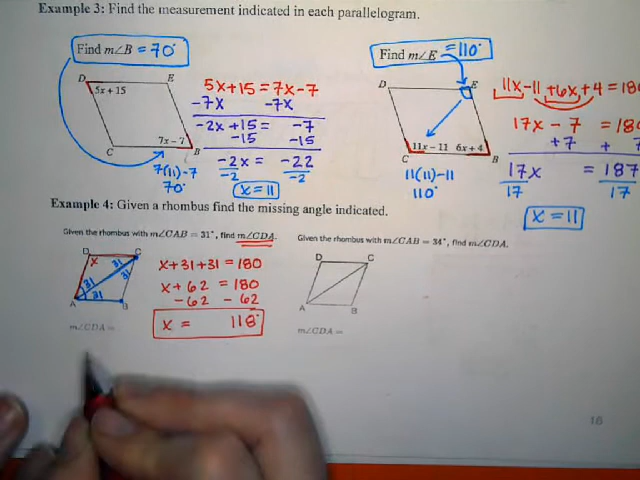 Example 3: Find the measurement indicated in each parallelogram.
Find m∠B = 70°
D
E
5x + 15
7x - 7
C
B
7(11)-7
70°
5x+15 = 7x-7
-7x -7x
-2x+15 = -7
-15 -15
-2x = -22
-2 -2
x = 11
Find m∠E = 110°
D
E
11x - 11
6x + 4
C
B
11(11)-11
110°
11x-11 +6x+4 = 180
17x - 7 = 180
+7 + 7
17x = 187
17 17
x = 11
Example 4: Given a rhombus find the missing angle indicated.
Given the rhombus with m∠CAB = 31°, find m∠CDA.
D
C
x
31
31
31
31
A
B
m∠CDA =
x+31+31 = 180
x + 62 = 180
-62 -62
x = 118°
Given the rhombus with m∠CAB = 34°, find m∠CDA.
D
C
A
B
m∠CDA =
16